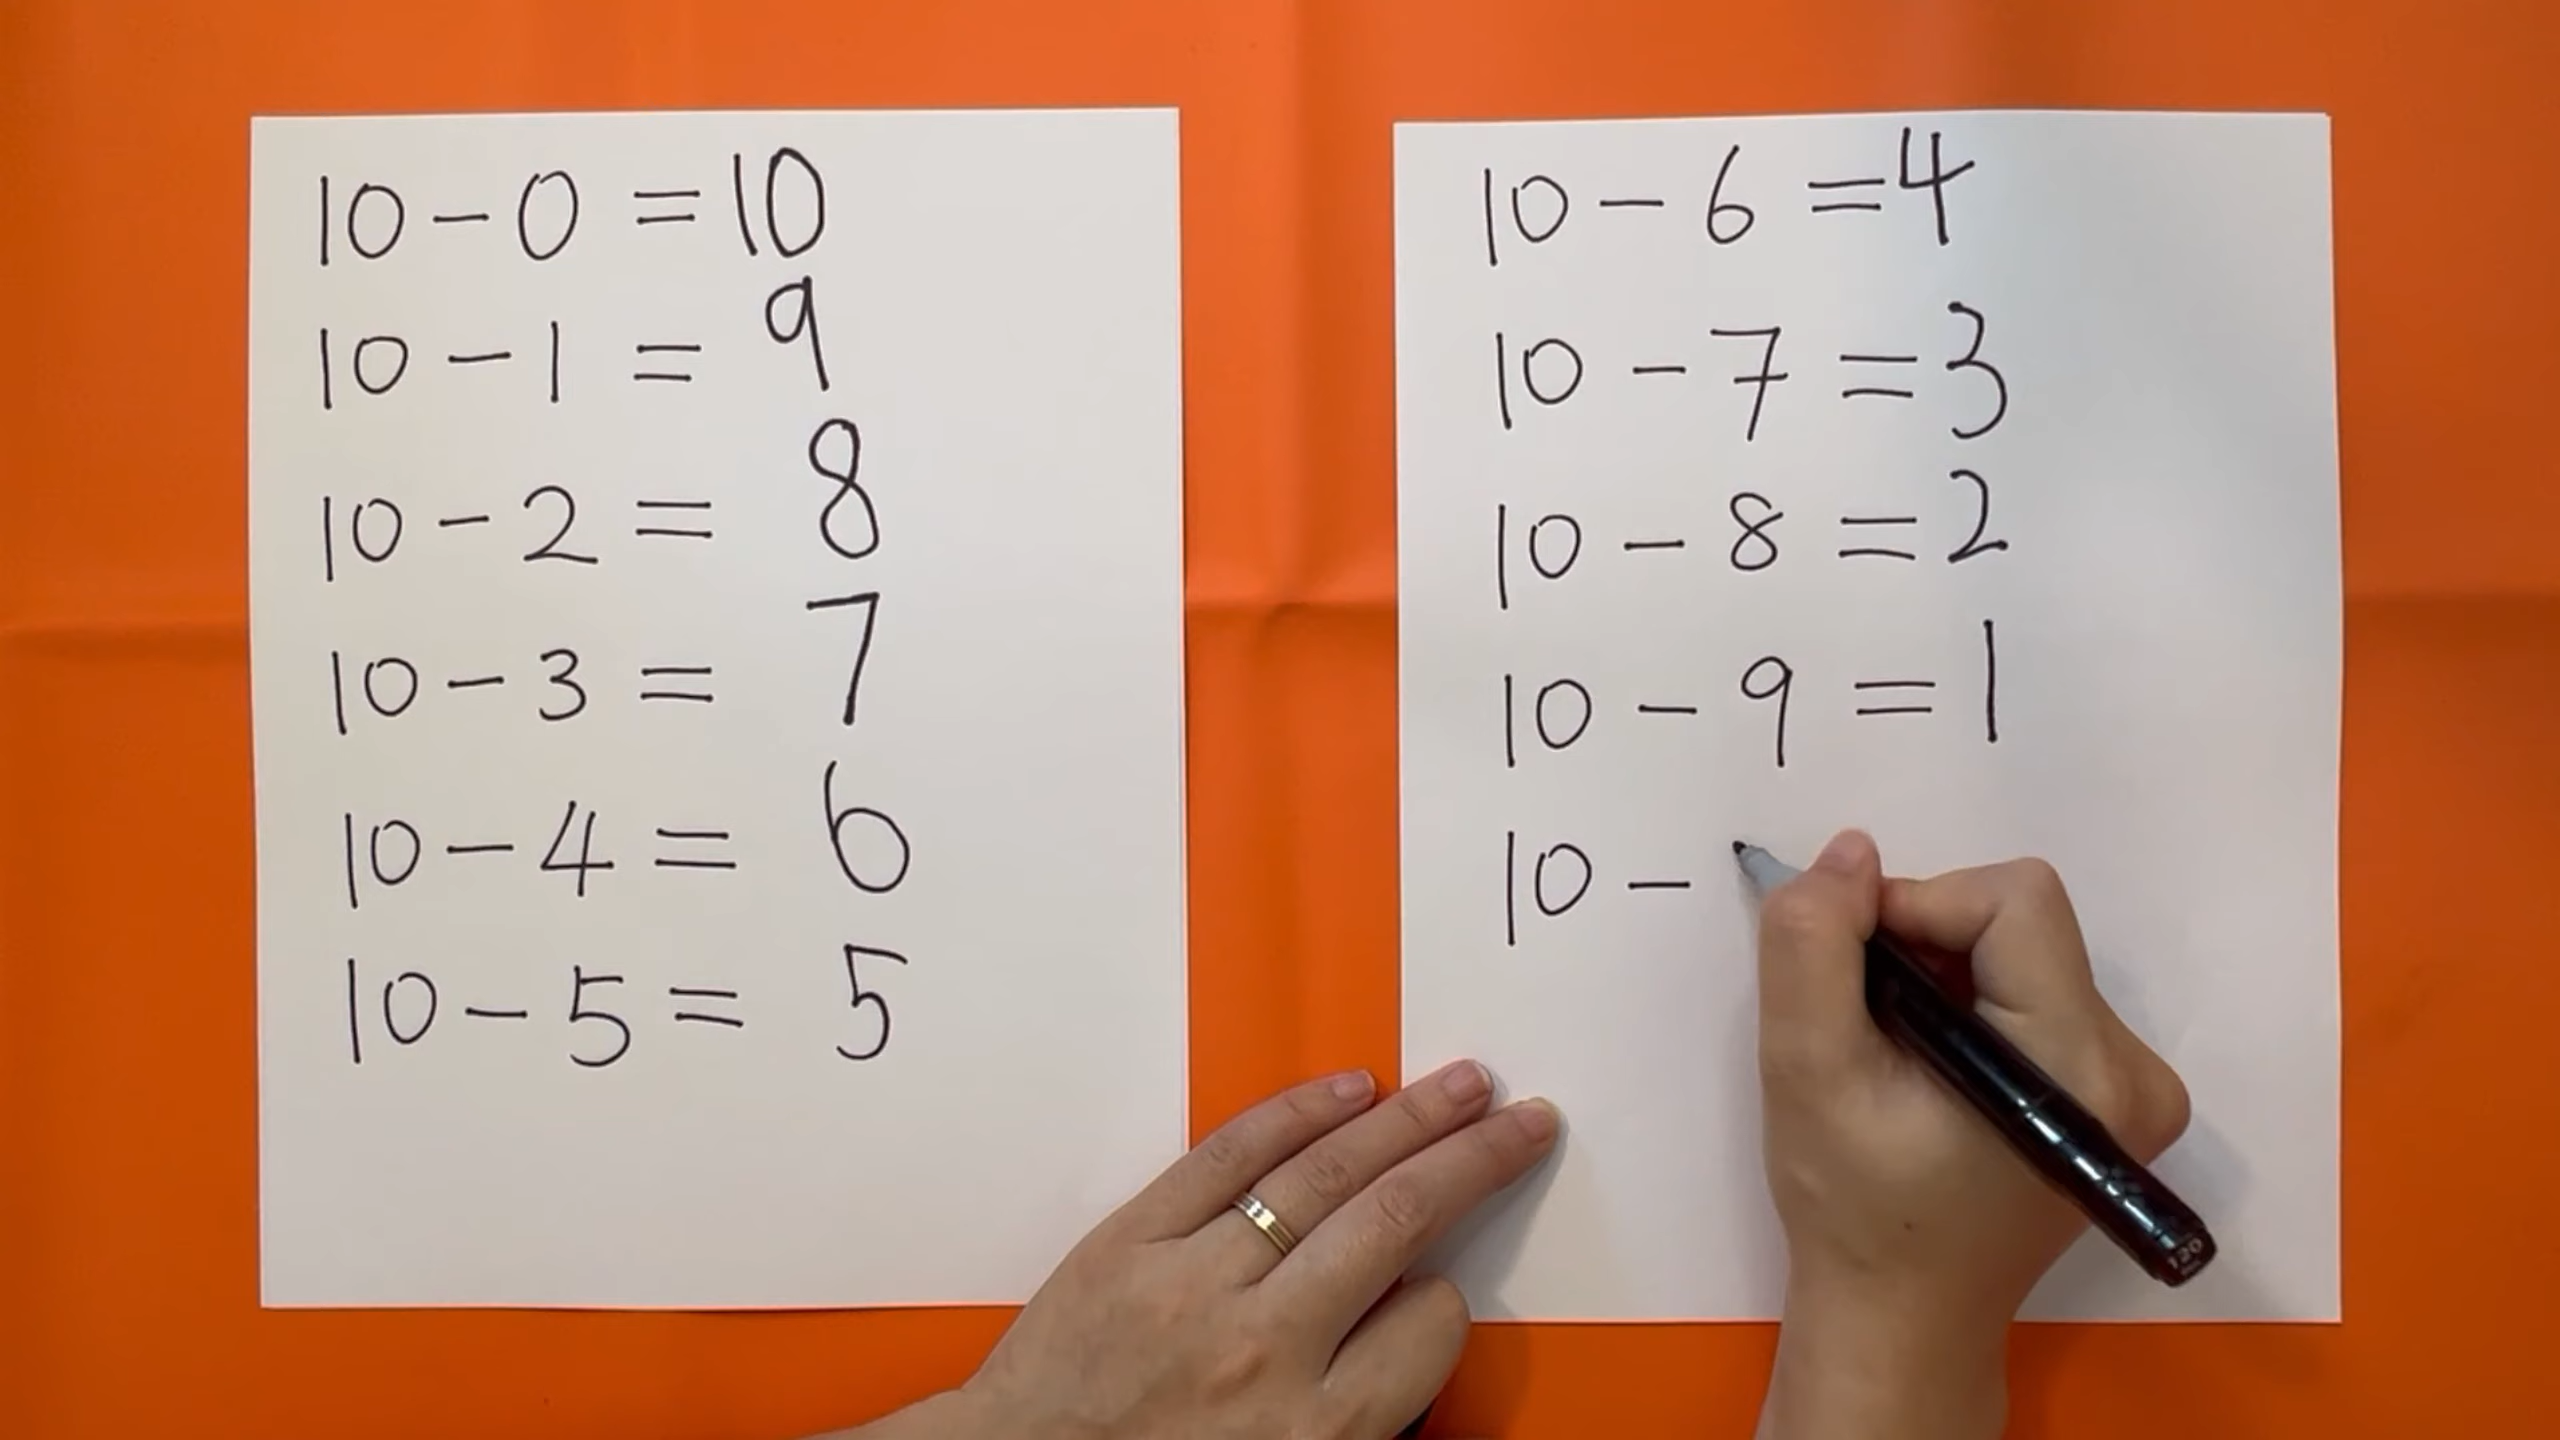 10 - 0 = 10
10 - 1 = 9
10 - 2 = 8
10 - 3 = 7
10 - 4 = 6
10 - 5 = 5
10 - 6 = 4
10 - 7 = 3
10 - 8 = 2
10 - 9 = 1
10 -
120